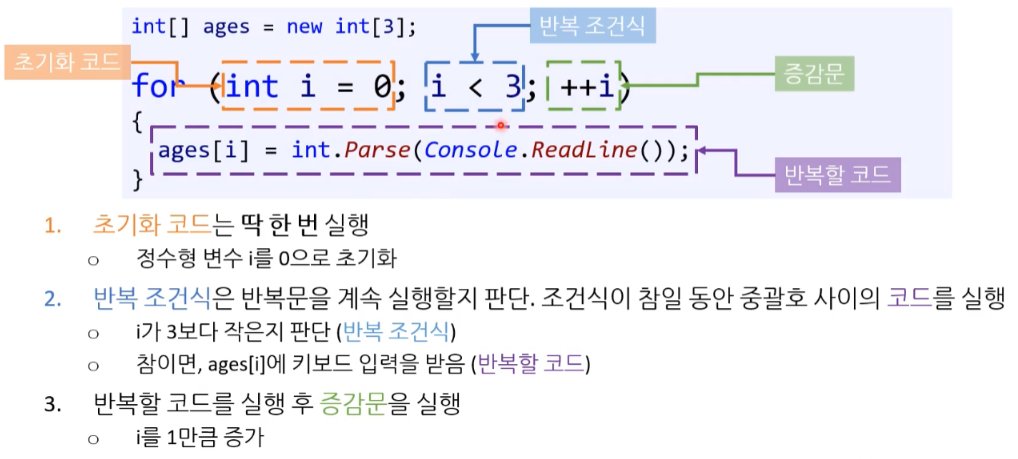 int[] ages = new int[3];
반복 조건식
초기화 코드
for (int i = 0; i < 3; ++i)
증감문
{
ages[i] = int.Parse(Console.ReadLine());
}
반복할 코드
1. 초기화 코드는 딱 한 번 실행
o 정수형 변수 i를 0으로 초기화
2. 반복 조건식은 반복문을 계속 실행할지 판단. 조건식이 참일 동안 중괄호 사이의 코드를 실행
o i가 3보다 작은지 판단 (반복 조건식)
o 참이면, ages[i]에 키보드 입력을 받음 (반복할 코드)
3. 반복할 코드를 실행 후 증감문을 실행
o i를 1만큼 증가